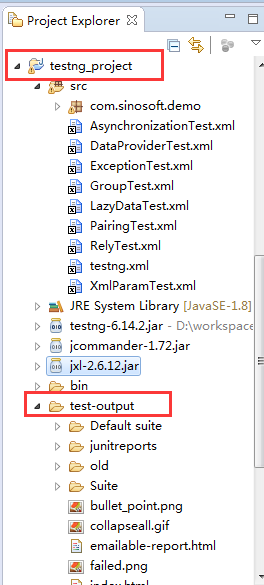 Project Explorer
testng_project
src
com.sinosoft.demo
AsynchronizationTest.xml
DataProviderTest.xml
ExceptionTest.xml
GroupTest.xml
LazyDataTest.xml
PairingTest.xml
RelyTest.xml
testng.xml
XmlParamTest.xml
JRE System Library [JavaSE-1.8]
testng-6.14.2.jar - D:\workspace
jcommander-1.72.jar
jxl-2.6.12.jar
bin
test-output
Default suite
junitreports
old
Suite
bullet_point.png
collapseall.gif
emailable-report.html
failed.png
index.html